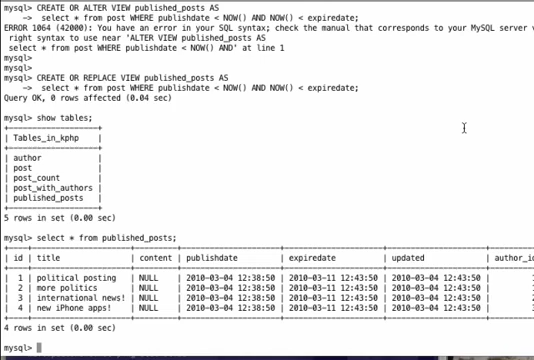 mysql> CREATE OR ALTER VIEW published_posts AS
-> select * from post WHERE publishdate < NOW() AND NOW() < expiredate;
ERROR 1064 (42000): You have an error in your SQL syntax; check the manual that corresponds to your MySQL server
right syntax to use near 'ALTER VIEW published_posts AS
select * from post WHERE publishdate < NOW() AND' at line 1
mysql>
mysql>
mysql> CREATE OR REPLACE VIEW published_posts AS
-> select * from post WHERE publishdate < NOW() AND NOW() < expiredate;
Query OK, 0 rows affected (0.04 sec)
mysql> show tables;
+-------------------+
| Tables_in_kphp |
+-------------------+
| author |
| post |
| post_count |
| post_with_authors |
| published_posts |
+-------------------+
5 rows in set (0.00 sec)
mysql> select * from published_posts;
| id | title | content | publishdate | expiredate | updated |
| 1 | political posting | NULL | 2010-03-04 12:38:50 | 2010-03-11 12:43:50 | 2010-03-04 12:43:50 |
| 2 | more politics | NULL | 2010-03-04 12:38:50 | 2010-03-11 12:43:50 | 2010-03-04 12:43:50 |
| 3 | international news! | NULL | 2010-03-04 12:38:50 | 2010-03-11 12:43:50 | 2010-03-04 12:43:50 |
| 4 | new iPhone apps! | NULL | 2010-03-04 12:38:50 | 2010-03-11 12:43:50 | 2010-03-04 12:43:50 |
4 rows in set (0.00 sec)
mysql>